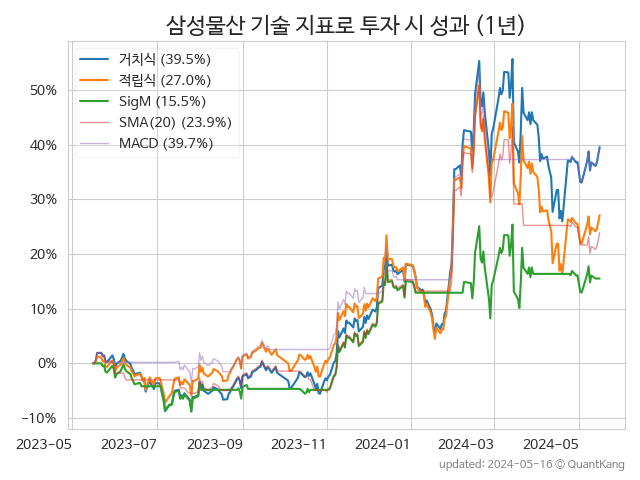 삼성물산 기술 지표로 투자 시 성과 (1년)
거치식 (39.5%)
적립식 (27.0%)
SigM (15.5%)
SMA(20) (23.9%)
MACD (39.7%)
50%
40%
30%
20%
10%
0%
−10%
2023-05 2023-07 2023-09 2023-11 2024-01 2024-03 2024-05
updated: 2024-05-16 ⓒ QuantKang